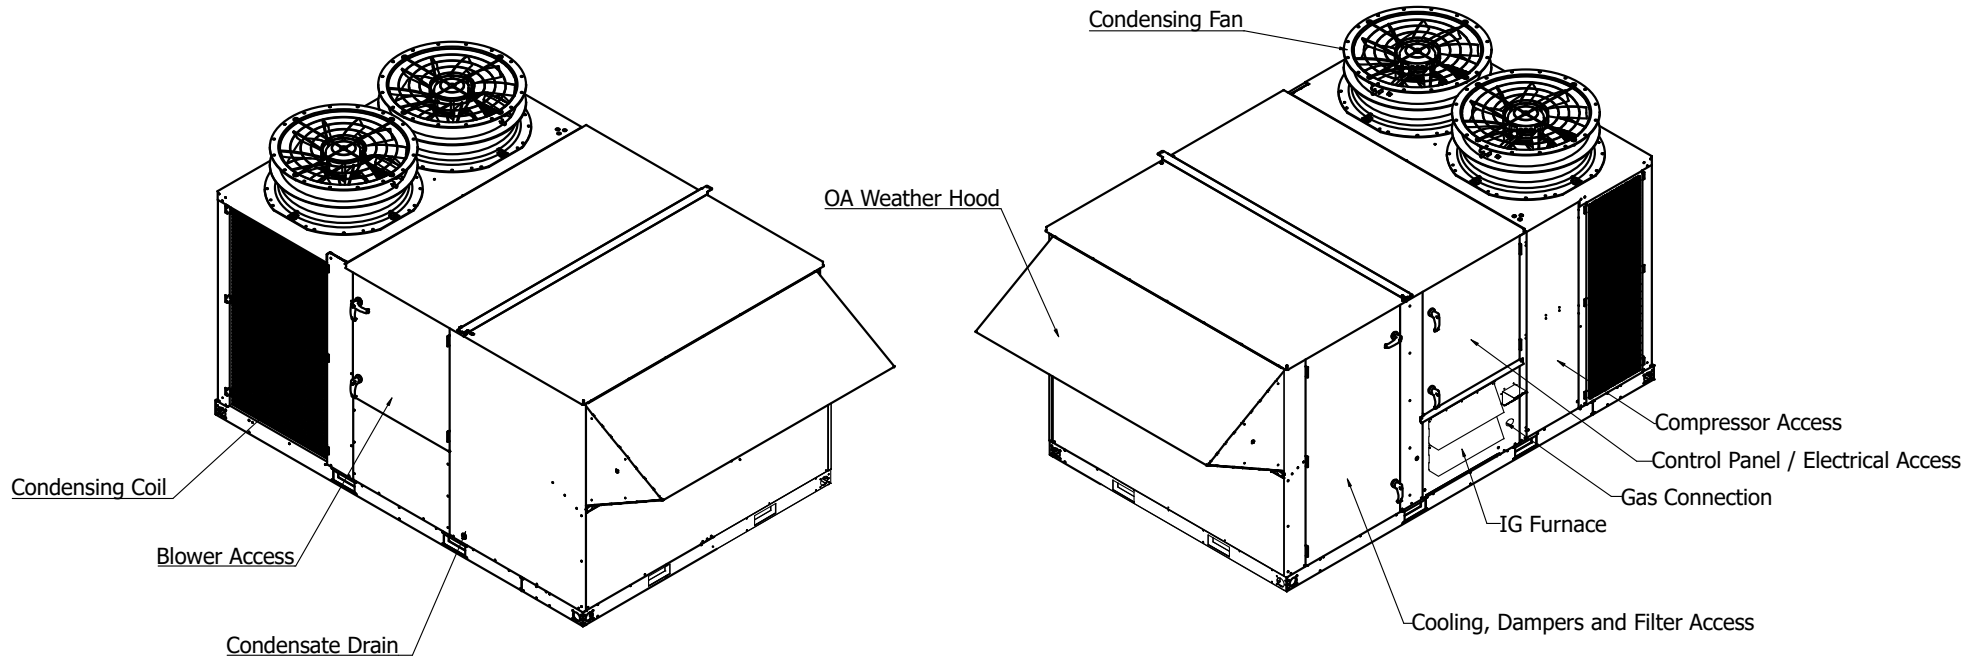 Condensing Fan
OA Weather Hood
Condensing Coil
Blower Access
Condensate Drain
Compressor Access
Control Panel / Electrical Access
Gas Connection
IG Furnace
Cooling, Dampers and Filter Access